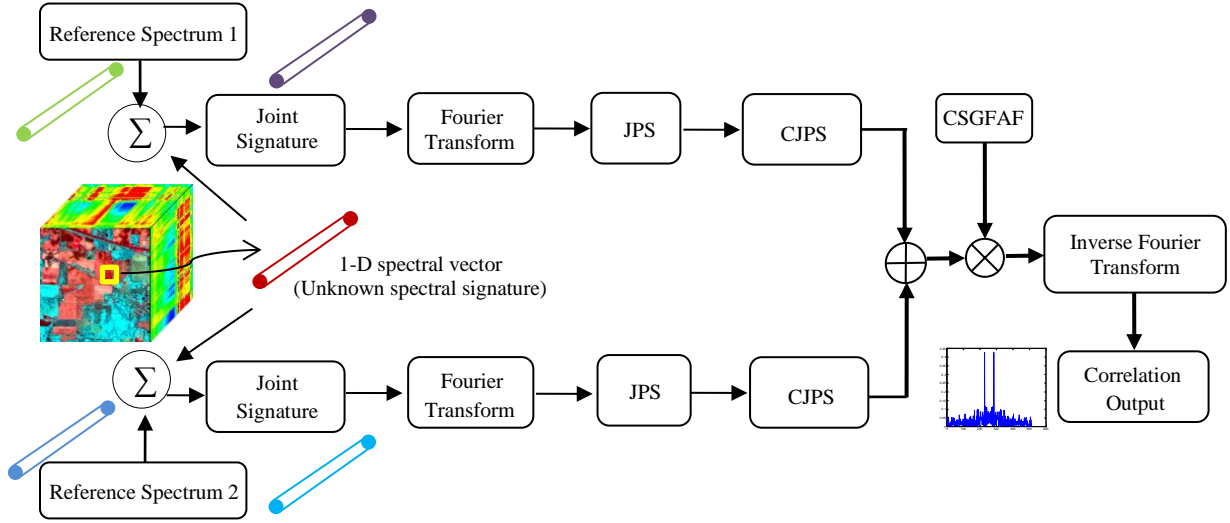 Reference Spectrum 1
∑
Joint
Signature
Fourier
Transform
JPS
CJPS
CSGFAF
1-D spectral vector
(Unknown spectral signature)
Inverse Fourier
Transform
∑
Joint
Signature
Fourier
Transform
JPS
CJPS
Correlation
Output
Reference Spectrum 2